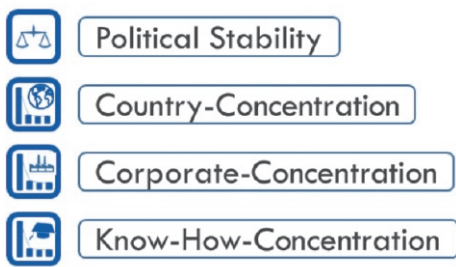 Political Stability
Country-Concentration
Corporate-Concentration
Know-How-Concentration